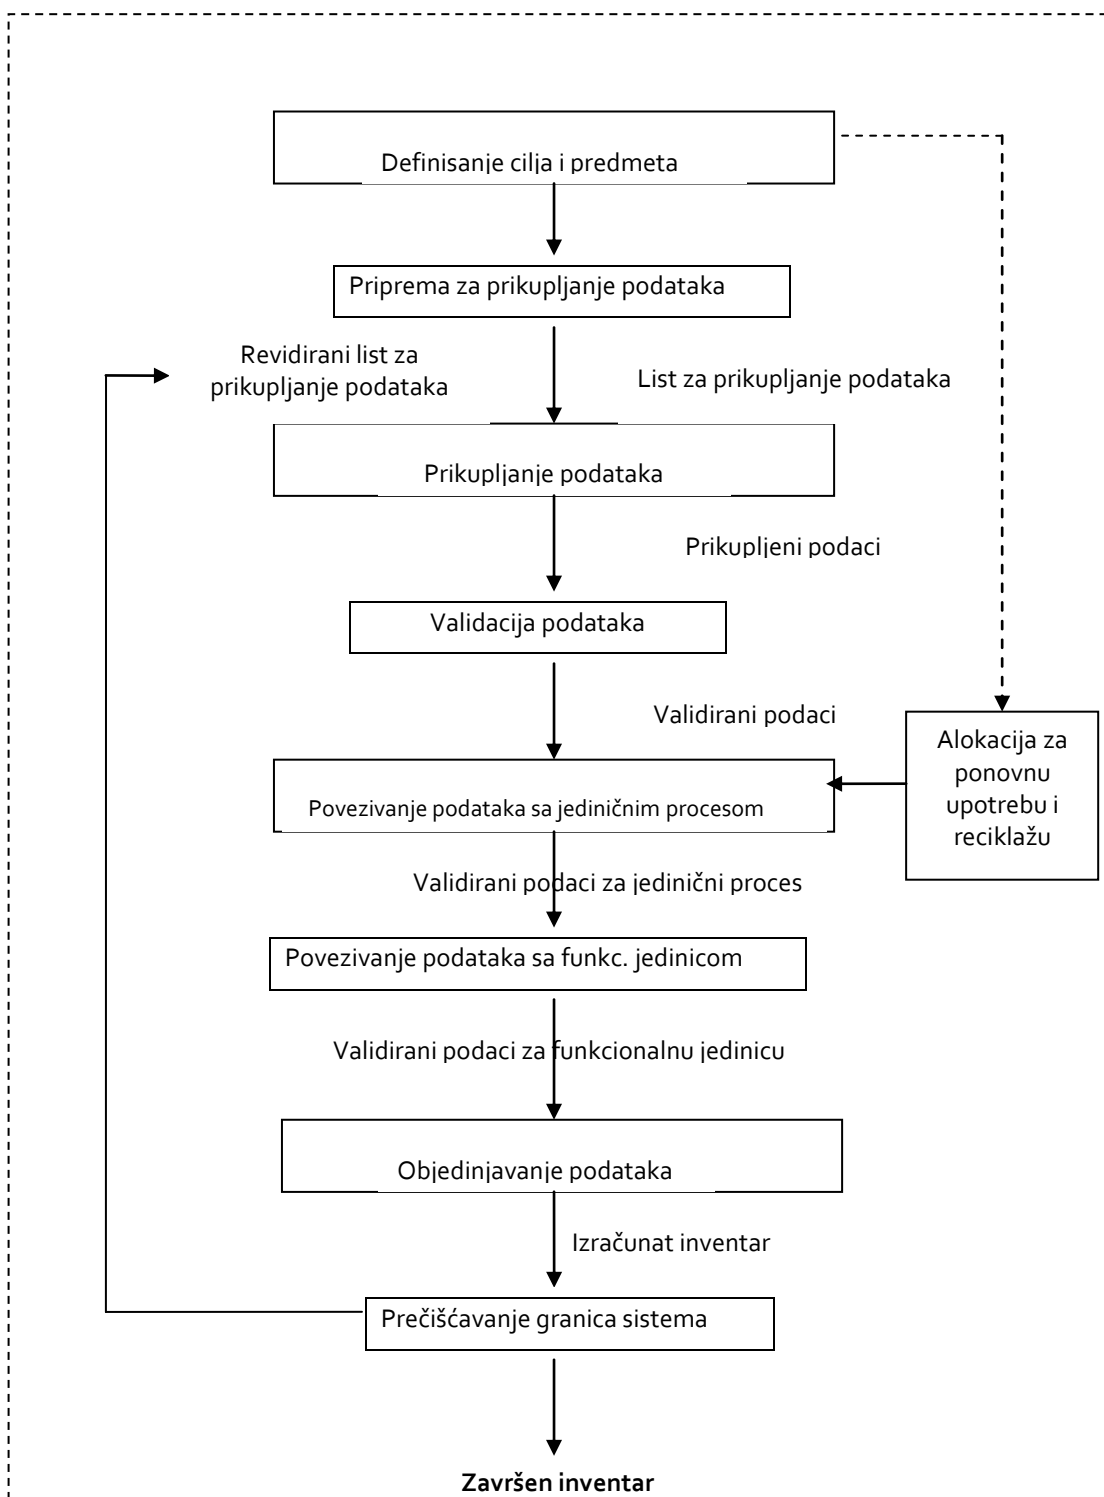 Definisanje cilja i predmeta
Priprema za prikupljanje podataka
Revidirani list za
prikupljanje podataka
List za prikupljanje podataka
Prikupljanje podataka
Prikupljeni podaci
Validacija podataka
Validirani podaci
Alokacija za
ponovnu
upotrebu i
reciklažu
Povezivanje podataka sa jediničnim procesom
Validirani podaci za jedinični proces
Povezivanje podataka sa funkc. jedinicom
Validirani podaci za funkcionalnu jedinicu
Objedinjavanje podataka
Izračunat inventar
Prečišćavanje granica sistema
Završen inventar